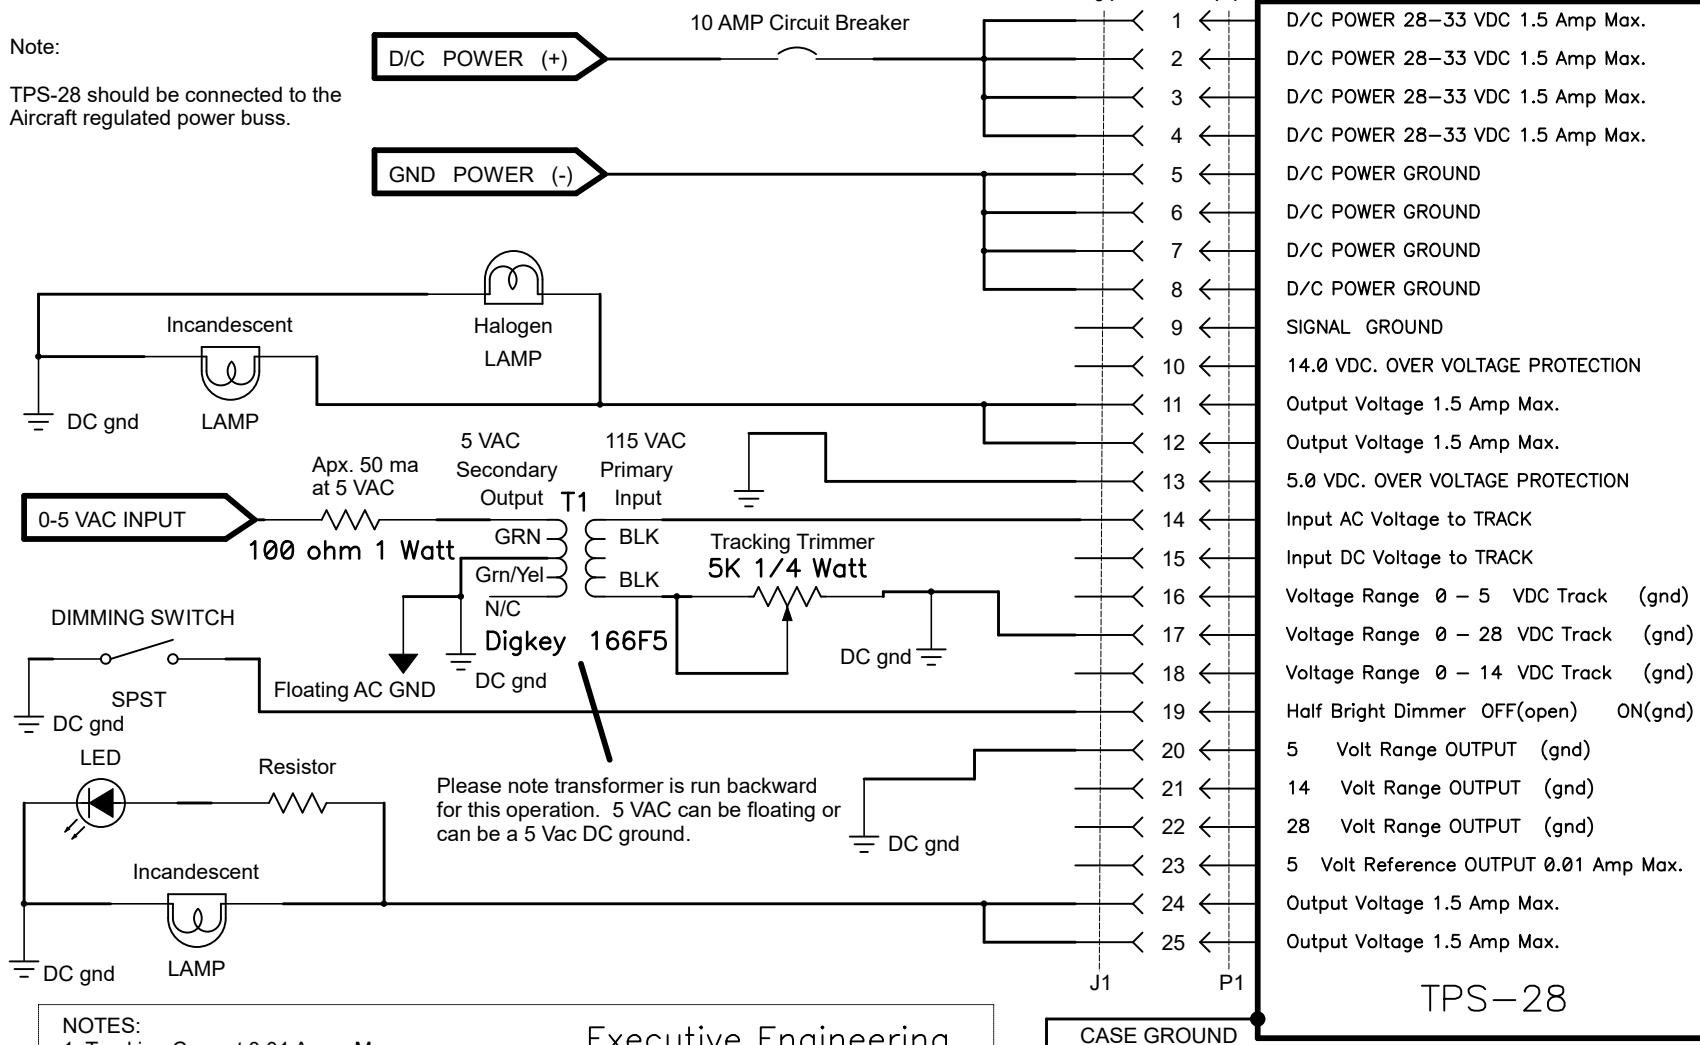 10 AMP Circuit Breaker
Note:
TPS-28 should be connected to the
Aircraft regulated power buss.
D/C POWER (+)
GND POWER (-)
Halogen
LAMP
Incandescent
LAMP
DC gnd
5 VAC
Secondary
Output
115 VAC
Primary
Input
T1
Apx. 50 ma
at 5 VAC
0-5 VAC INPUT
100 ohm 1 Watt
GRN
Grn/Yel
N/C
BLK
BLK
Tracking Trimmer
5K 1/4 Watt
Digkey 166F5
DC gnd
DC gnd
Floating AC GND
DIMMING SWITCH
SPST
DC gnd
Please note transformer is run backward
for this operation. 5 VAC can be floating or
can be a 5 Vac DC ground.
DC gnd
LED
Resistor
Incandescent
LAMP
DC gnd
1 D/C POWER 28-33 VDC 1.5 Amp Max.
2 D/C POWER 28-33 VDC 1.5 Amp Max.
3 D/C POWER 28-33 VDC 1.5 Amp Max.
4 D/C POWER 28-33 VDC 1.5 Amp Max.
5 D/C POWER GROUND
6 D/C POWER GROUND
7 D/C POWER GROUND
8 D/C POWER GROUND
9 SIGNAL GROUND
10 14.0 VDC. OVER VOLTAGE PROTECTION
11 Output Voltage 1.5 Amp Max.
12 Output Voltage 1.5 Amp Max.
13 5.0 VDC. OVER VOLTAGE PROTECTION
14 Input AC Voltage to TRACK
15 Input DC Voltage to TRACK
16 Voltage Range 0 - 5 VDC Track (gnd)
17 Voltage Range 0 - 28 VDC Track (gnd)
18 Voltage Range 0 - 14 VDC Track (gnd)
19 Half Bright Dimmer OFF(open) ON(gnd)
20 5 Volt Range OUTPUT (gnd)
21 14 Volt Range OUTPUT (gnd)
22 28 Volt Range OUTPUT (gnd)
23 5 Volt Reference OUTPUT 0.01 Amp Max.
24 Output Voltage 1.5 Amp Max.
25 Output Voltage 1.5 Amp Max.
J1
P1
TPS-28
CASE GROUND
NOTES:
Executive Engineering